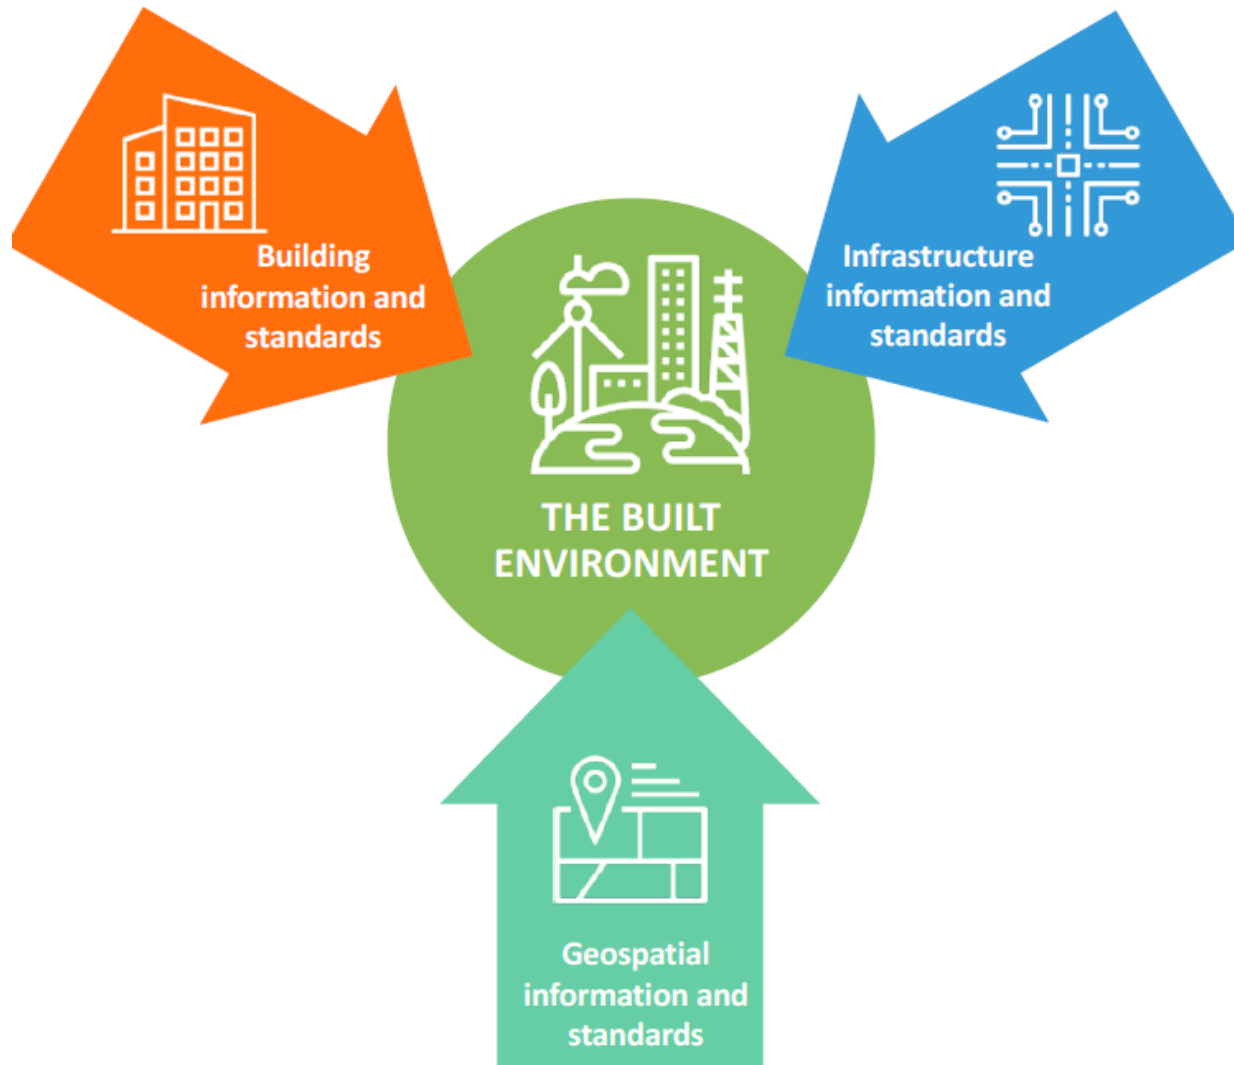 Building
information and
standards
Infrastructure
information and
standards
THE BUILT
ENVIRONMENT
Geospatial
information and
standards